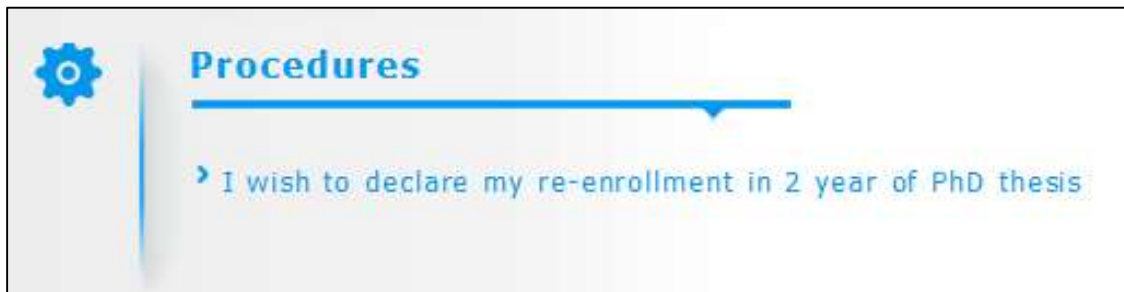 Procedures
I wish to declare my re-enrollment in 2 year of PhD thesis